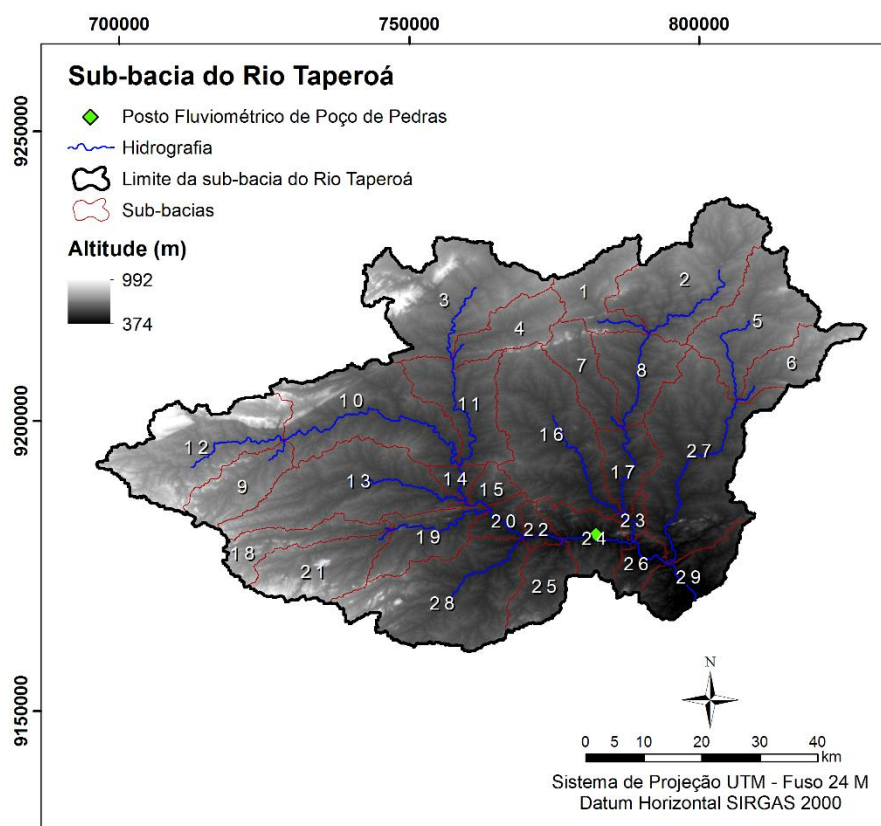 700000 750000 800000
Sub-bacia do Rio Taperoá
Posto Fluviométrico de Poço de Pedras
Hidrografia
Limite da sub-bacia do Rio Taperoá
Sub-bacias
Altitude (m)
992
374
9250000
9200000
9150000
1
2
3
4
5
6
7
8
10
11
12
9
16
27
13
14
15
17
20
22
23
24
19
18
21
26
29
25
28
N
0 5 10 20 30 40
km
Sistema de Projeção UTM - Fuso 24 M
Datum Horizontal SIRGAS 2000